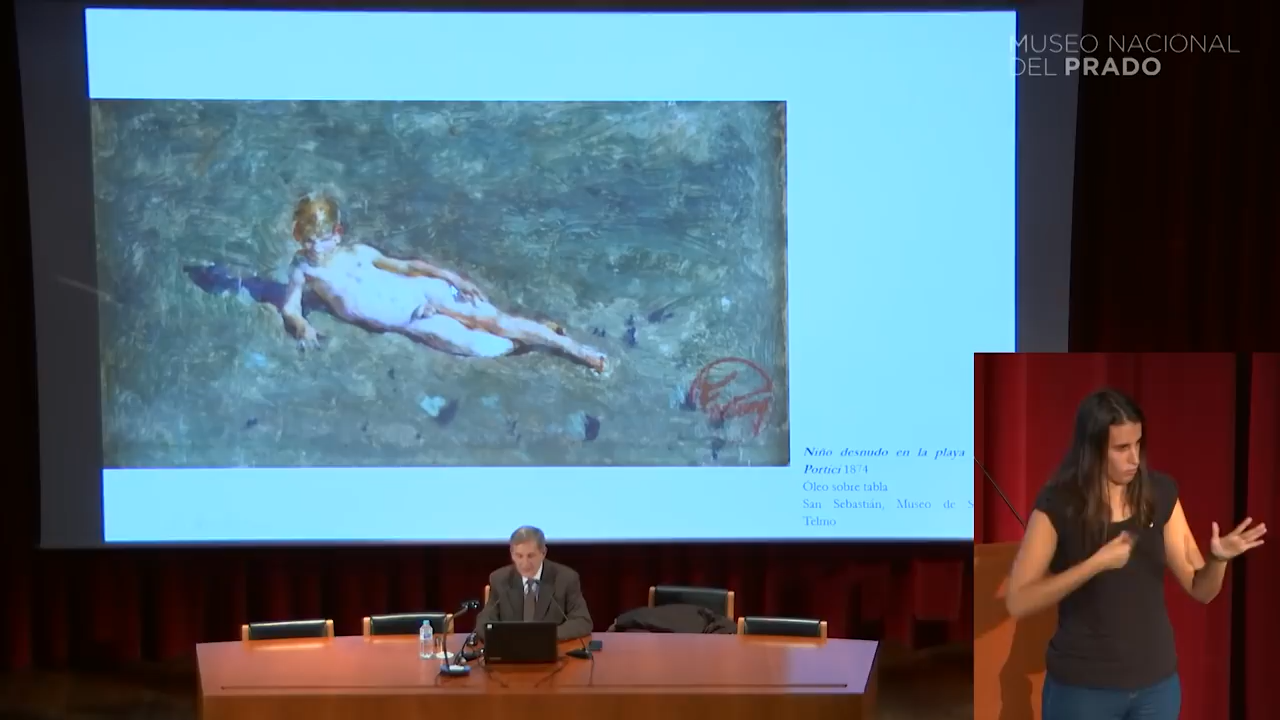 MUSEO NACIONAL
DEL PRADO
Niño desnudo en la playa
Portici 1874
Óleo sobre tabla
San Sebastián, Museo de S
Telmo